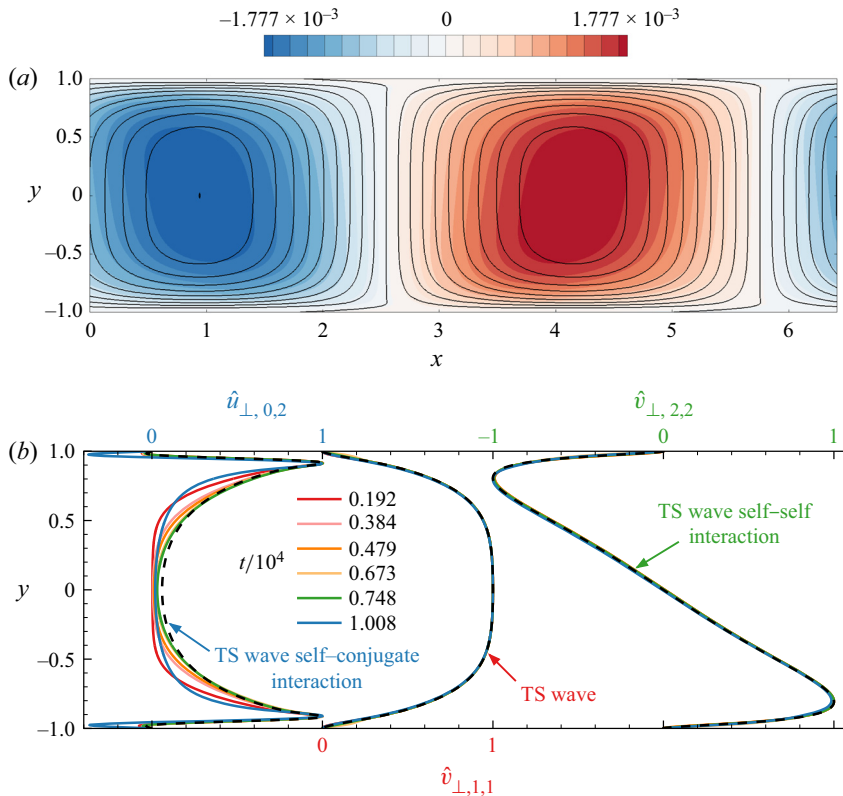 –1.777 × 10⁻³ 0 1.777 × 10⁻³
(a)
1.0
0.5
y 0
–0.5
–1.0
0 1 2 3 4 5 6
x
û⊥, 0,2 v̂⊥, 2,2
0 1 –1 0 1
(b) 1.0
0.5
y 0
–0.5
–1.0
t/10⁴
0.192
0.384
0.479
0.673
0.748
1.008
TS wave self–self
interaction
TS wave self–conjugate
interaction
TS wave
0 1
v̂⊥,1,1